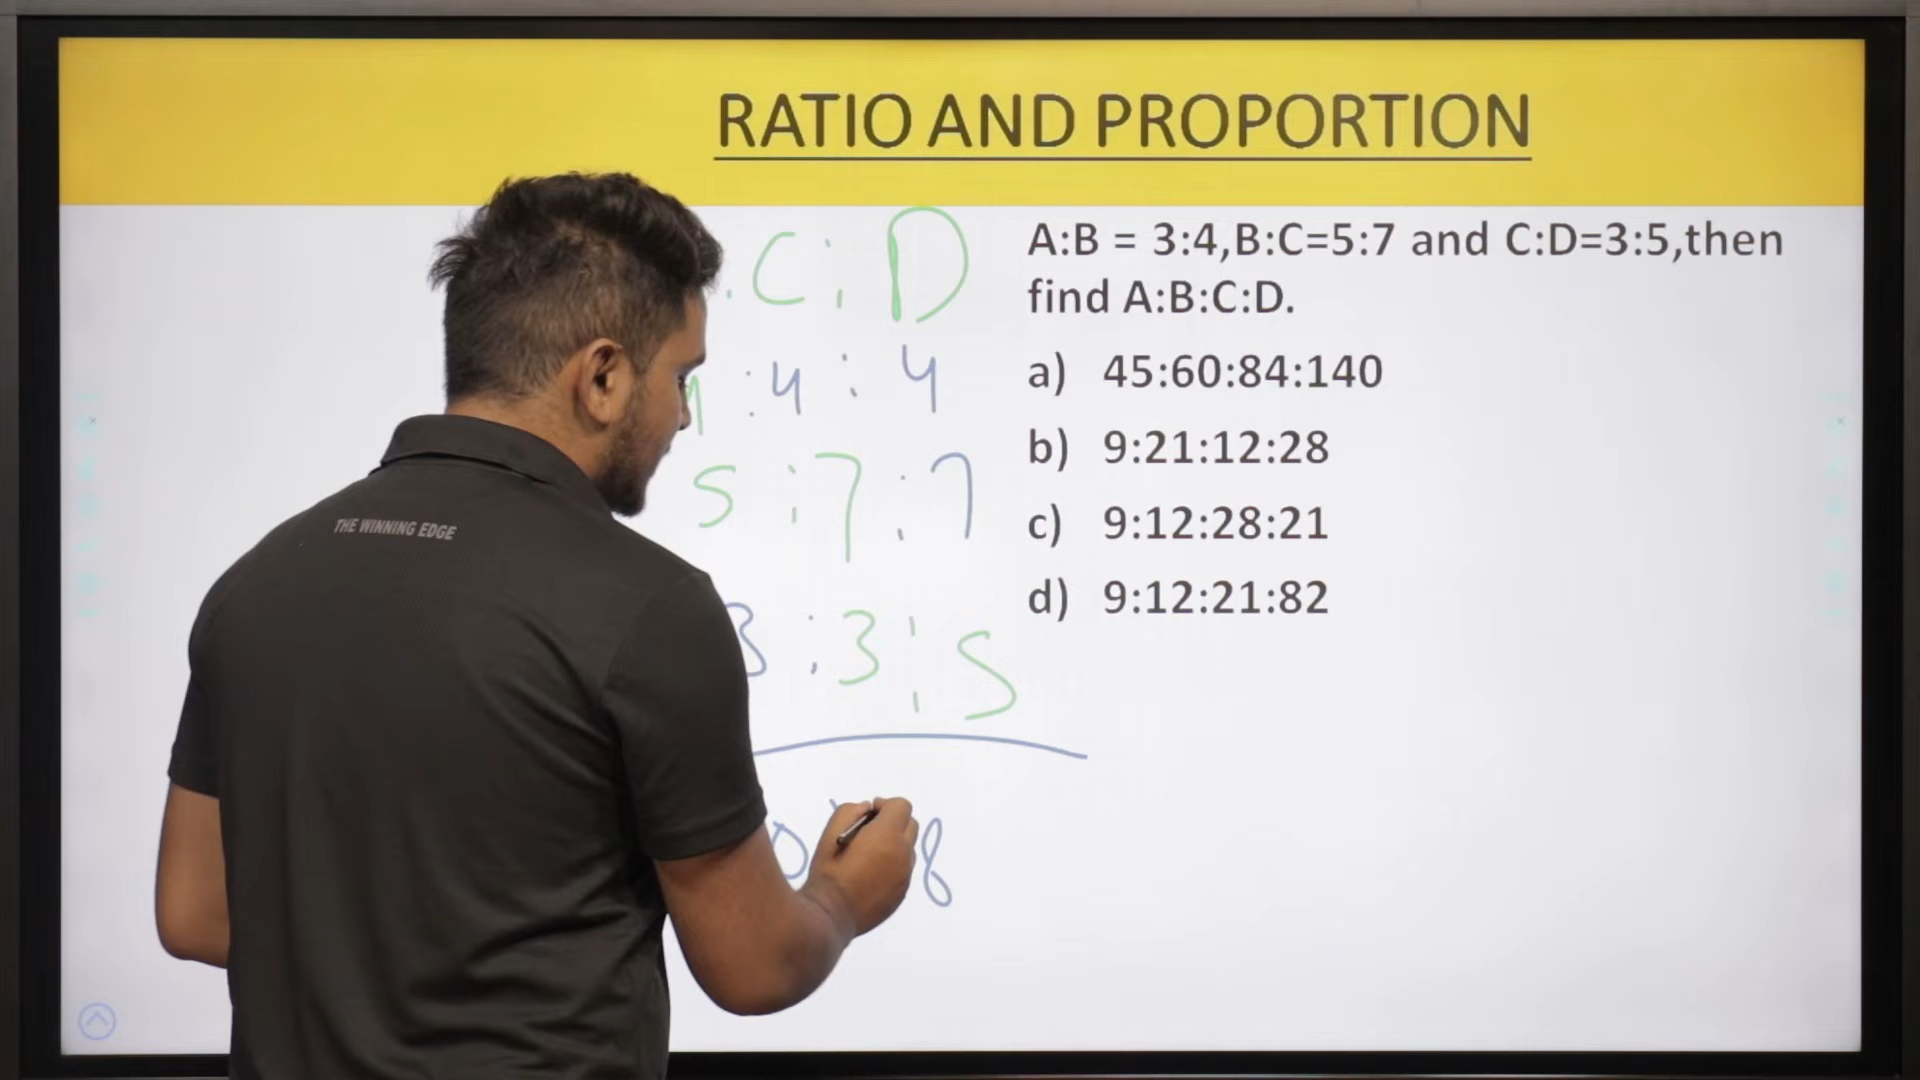 RATIO AND PROPORTION
C : D
A:B = 3:4,B:C=5:7 and C:D=3:5,then
find A:B:C:D.
: 4 : 4
a) 45:60:84:140
5 : 7 : 7
b) 9:21:12:28
c) 9:12:28:21
THE WINNING EDGE
3 : 3 : 5
d) 9:12:21:82
0 8